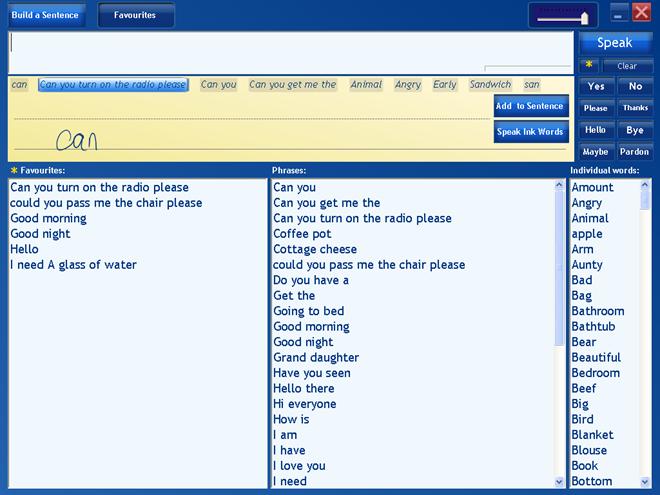 Build a Sentence Favourites
Speak
* Clear
can Can you turn on the radio please Can you Can you get me the Animal Angry Early Sandwich san
Yes No
Add to Sentence
Please Thanks
Speak Ink Words
Hello Bye
can
Maybe Pardon
* Favourites:
Can you turn on the radio please
could you pass me the chair please
Good morning
Good night
Hello
I need A glass of water
Phrases:
Can you
Can you get me the
Can you turn on the radio please
Coffee pot
Cottage cheese
could you pass me the chair please
Do you have a
Get the
Going to bed
Good morning
Good night
Grand daughter
Have you seen
Hello there
Hi everyone
How is
I am
I have
I love you
I need
Individual words:
Amount
Angry
Animal
apple
Arm
Aunty
Bad
Bag
Bathroom
Bathtub
Bear
Beautiful
Bedroom
Beef
Big
Bird
Blanket
Blouse
Book
Bottom